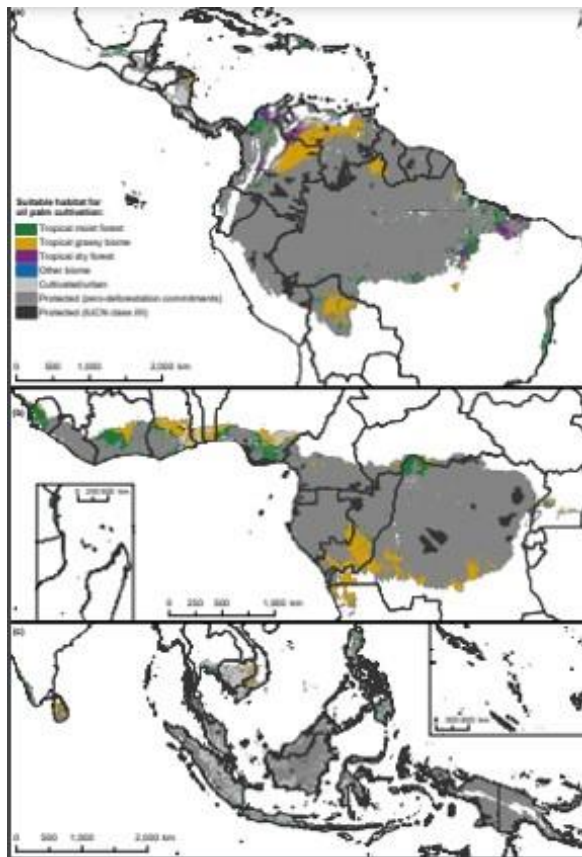 (a)
Suitable habitat for
oil palm cultivation:
Tropical moist forest
Tropical grassy biome
Tropical dry forest
Other biome
Cultivated/urban
Protected (zero-deforestation commitments)
Protected (IUCN class I/II)
0 500 1,000 2,000 km
(b)
0 250 500 1,000 km
(c)
0 500 1,000 2,000 km